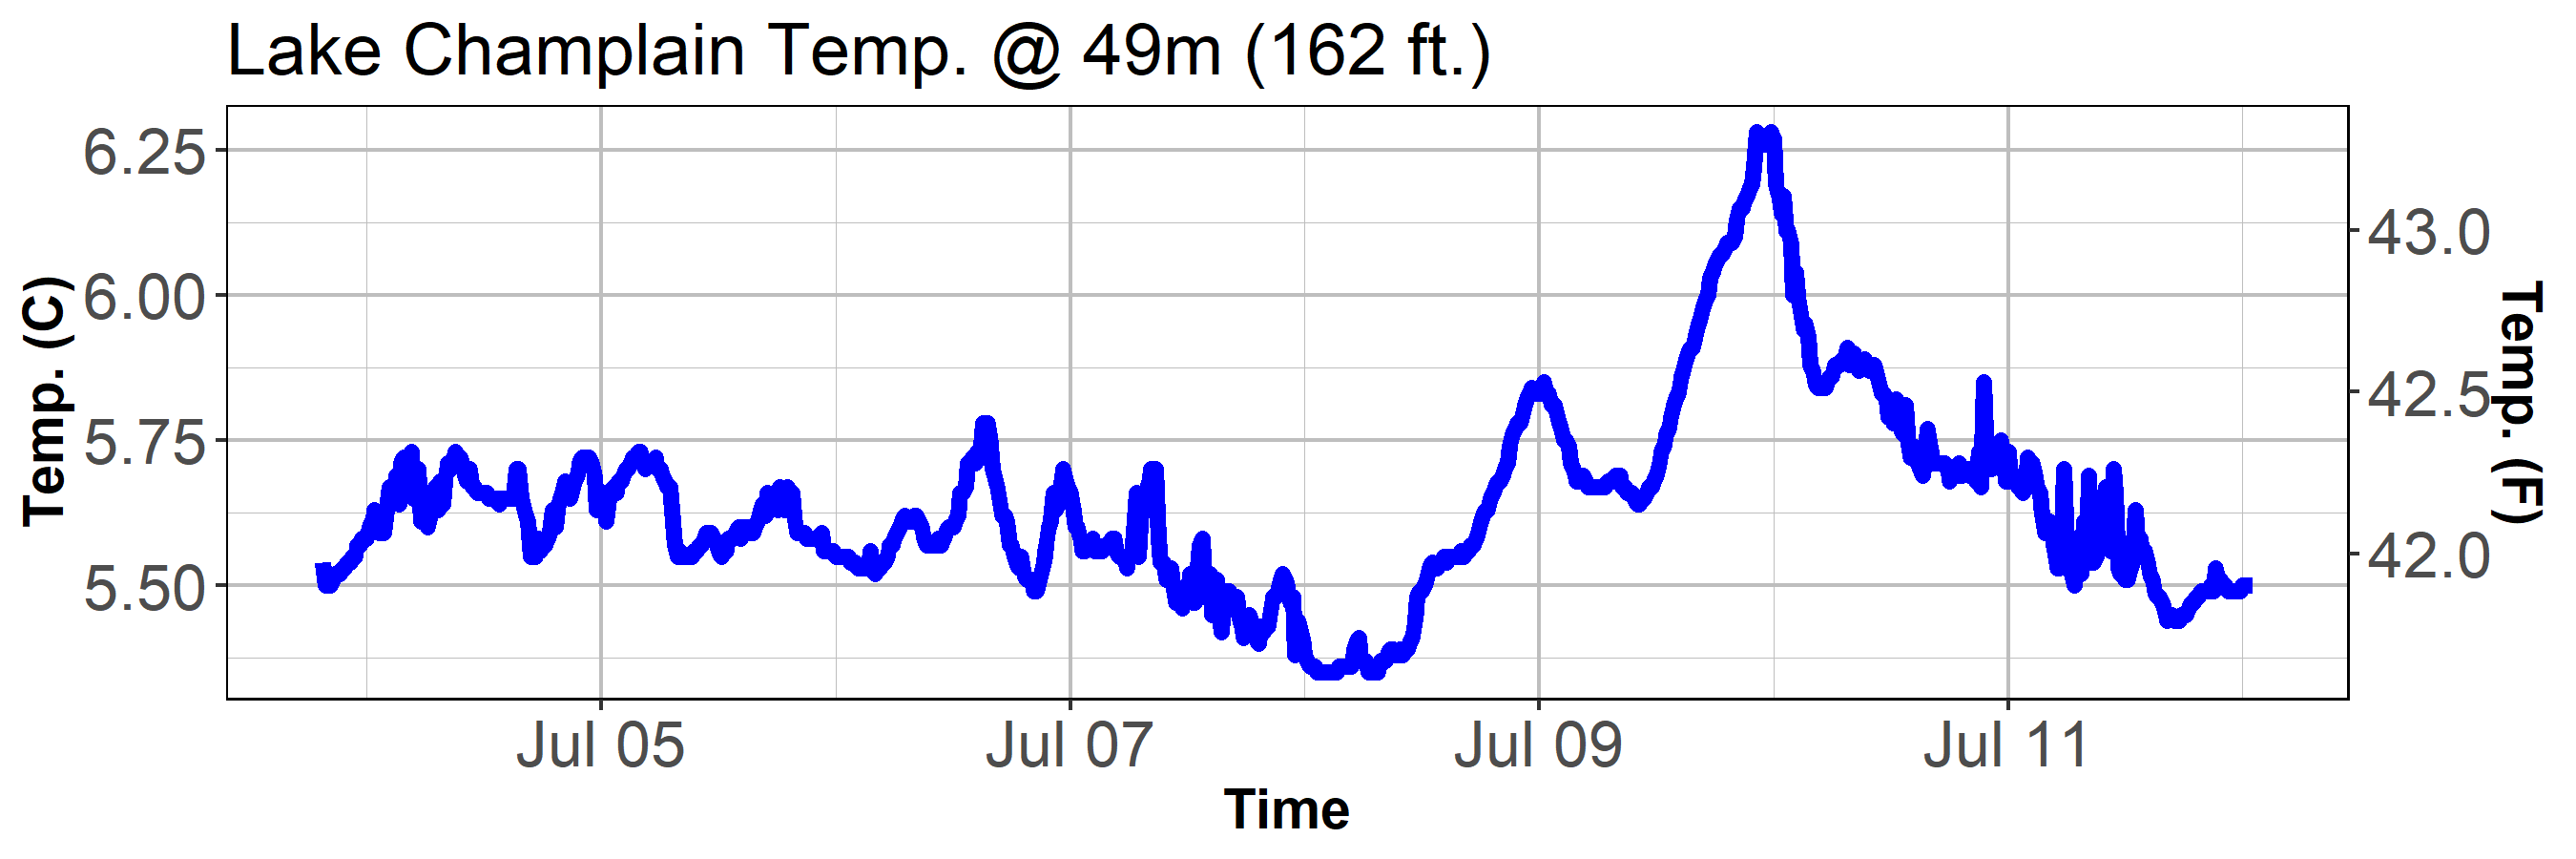 Lake Champlain Temp. @ 49m (162 ft.)
Temp. (C)
6.25
6.00
5.75
5.50
43.0
42.5
42.0
Temp. (F)
Jul 05
Jul 07
Jul 09
Jul 11
Time